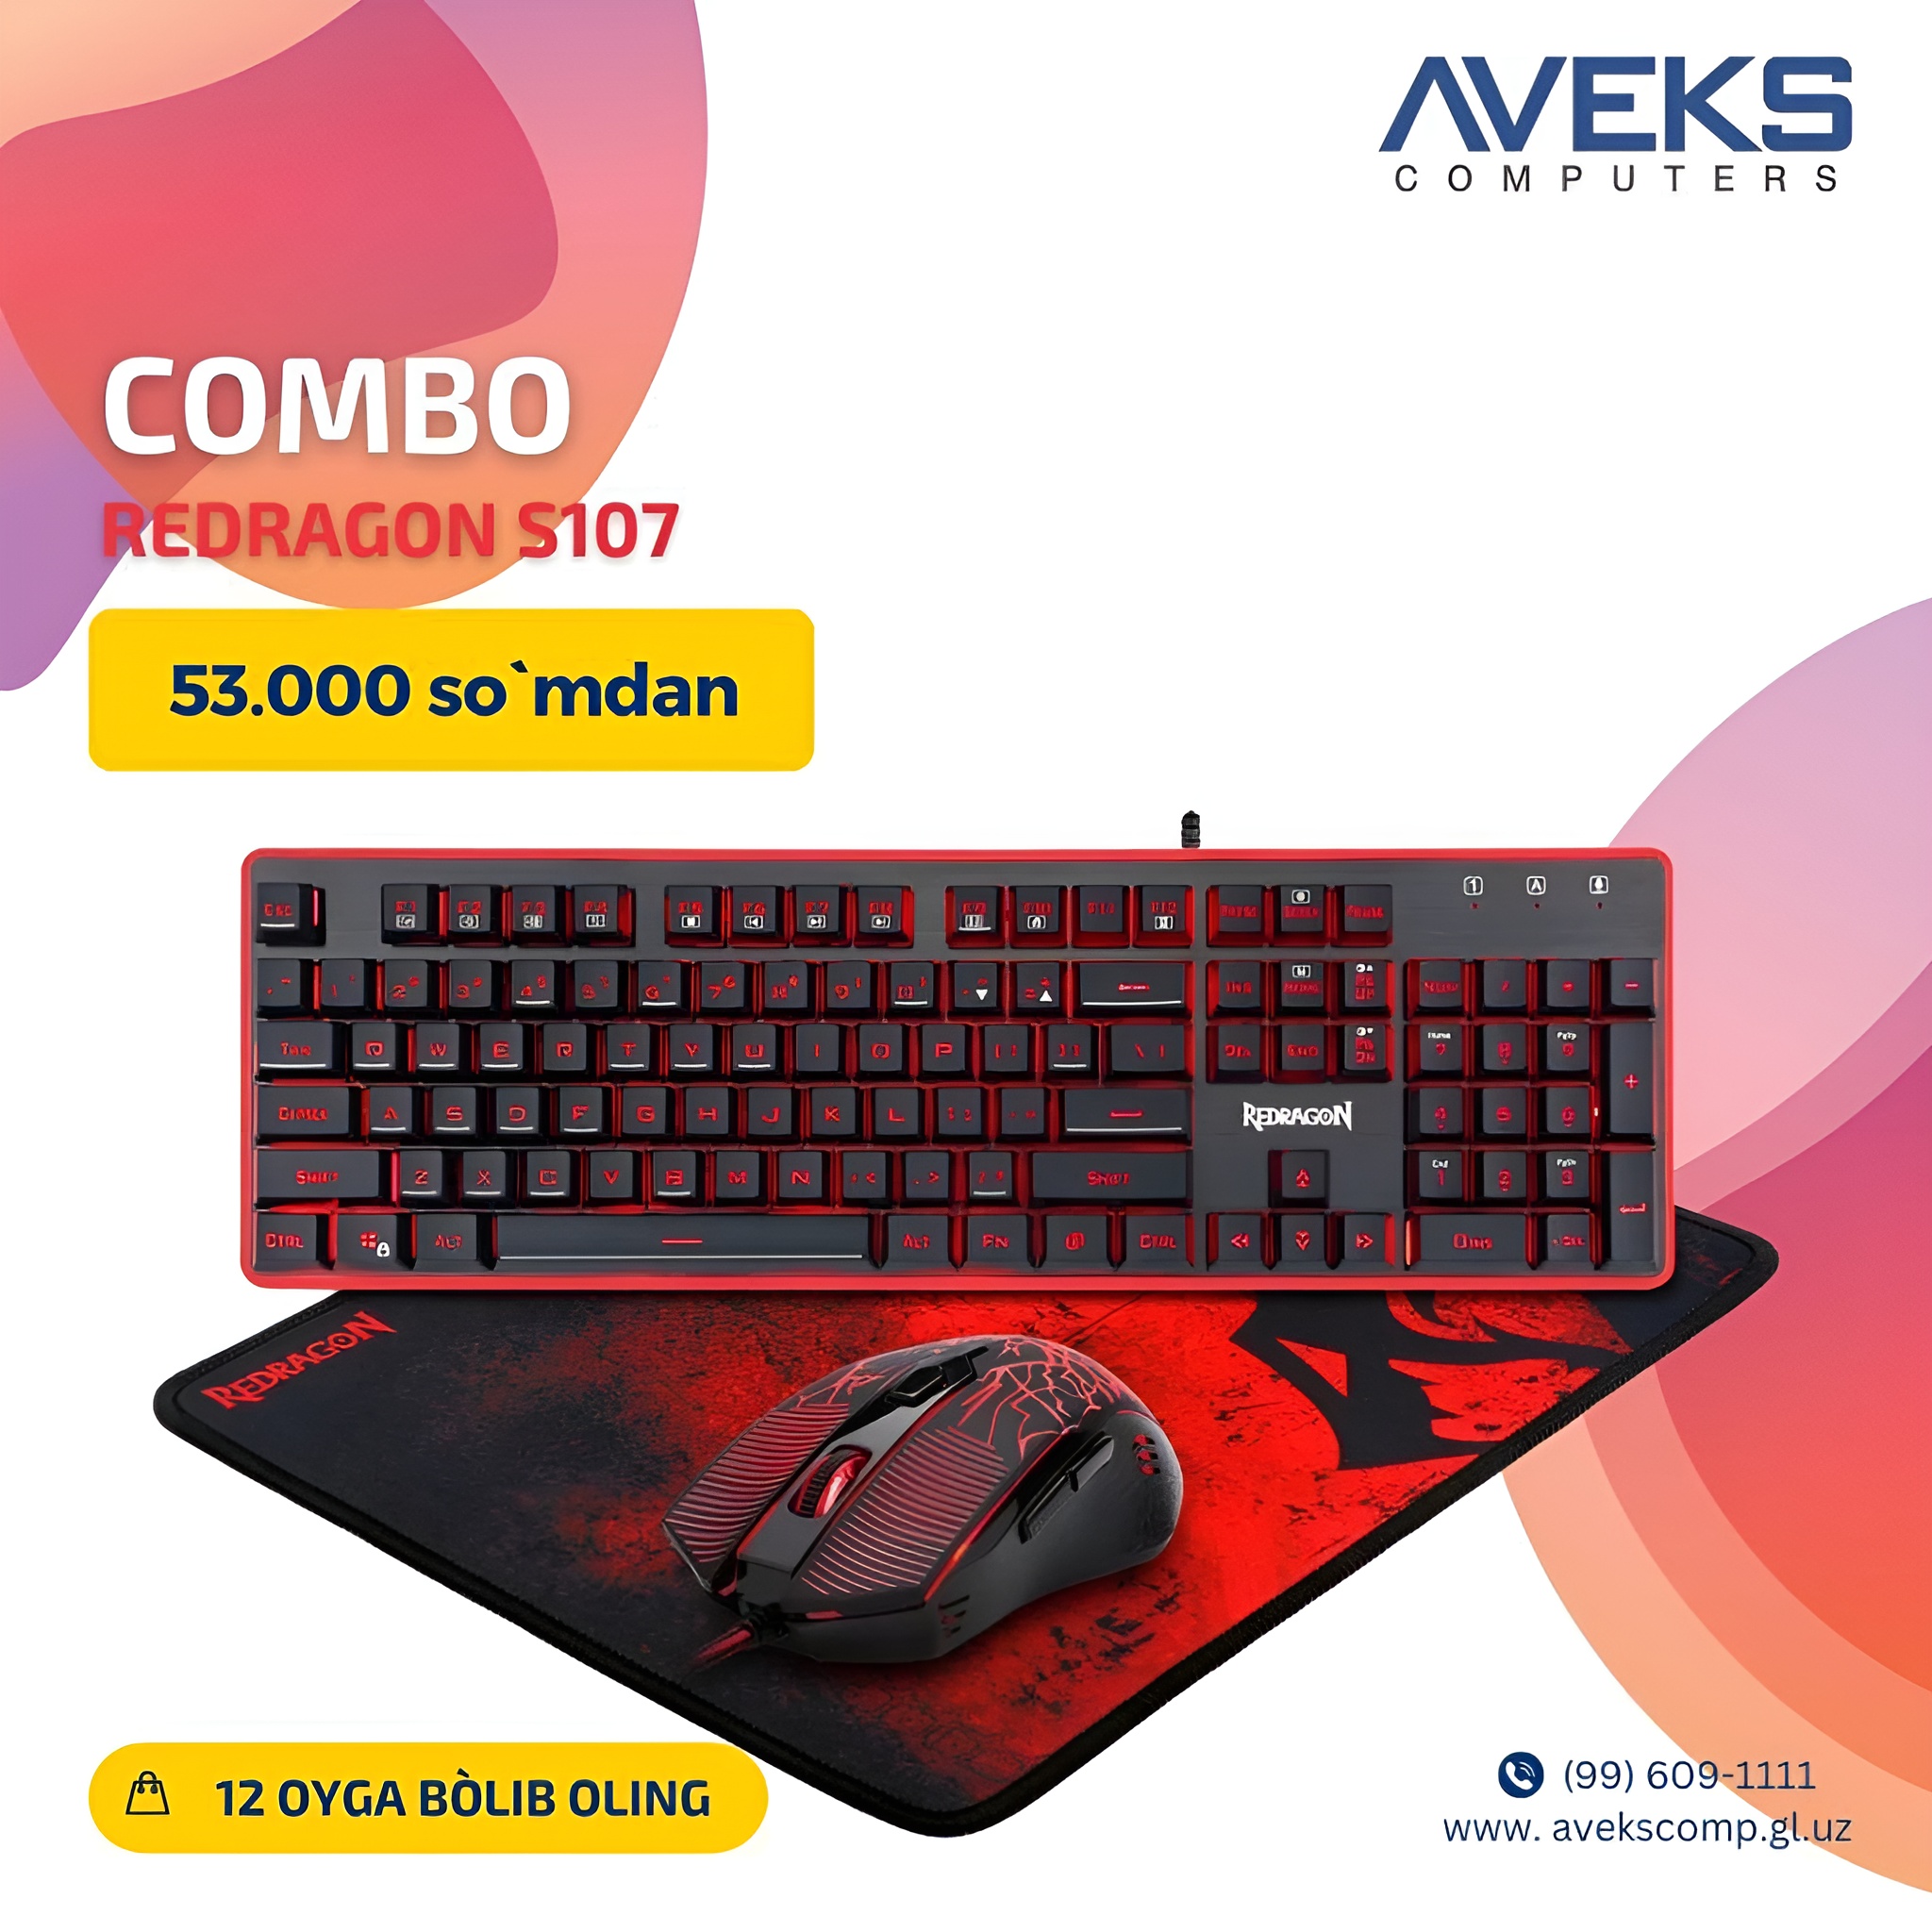 AVEKS
COMPUTERS
COMBO
REDRAGON S107
53.000 so`mdan
REDRAGON
REDRAGON
12 OYGA BÒLIB OLING
(99) 609-1111
www. avekscomp.gl.uz